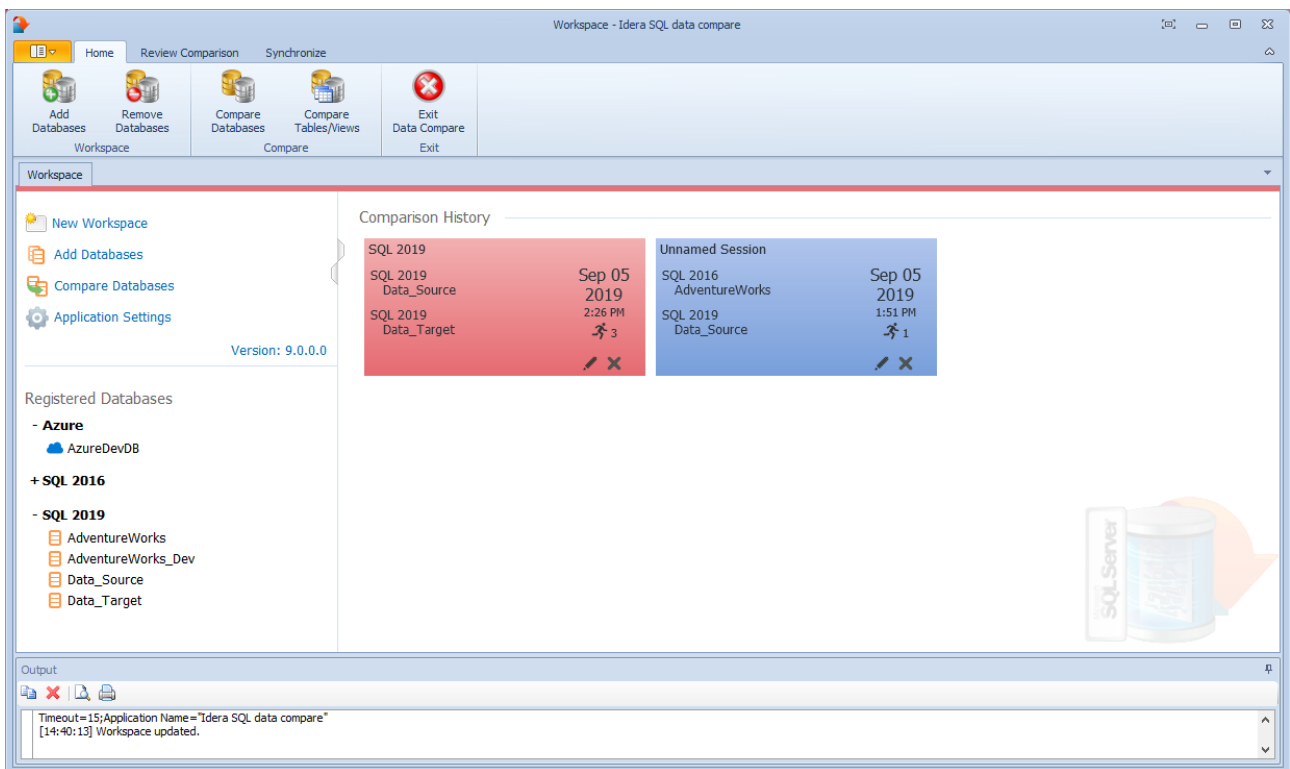 Workspace - Idera SQL data compare
Home Review Comparison Synchronize
Add Databases
Remove Databases
Compare Databases
Compare Tables/Views
Exit Data Compare
Workspace
Compare
Exit
Workspace
New Workspace
Add Databases
Compare Databases
Application Settings
Version: 9.0.0.0
Registered Databases
- Azure
AzureDevDB
+ SQL 2016
- SQL 2019
AdventureWorks
AdventureWorks_Dev
Data_Source
Data_Target
Comparison History
SQL 2019
SQL 2019
Data_Source
SQL 2019
Data_Target
Sep 05
2019
2:26 PM
3
Unnamed Session
SQL 2016
AdventureWorks
SQL 2019
Data_Source
Sep 05
2019
1:51 PM
1
SQL Server
Output
Timeout=15;Application Name="Idera SQL data compare"
[14:40:13] Workspace updated.